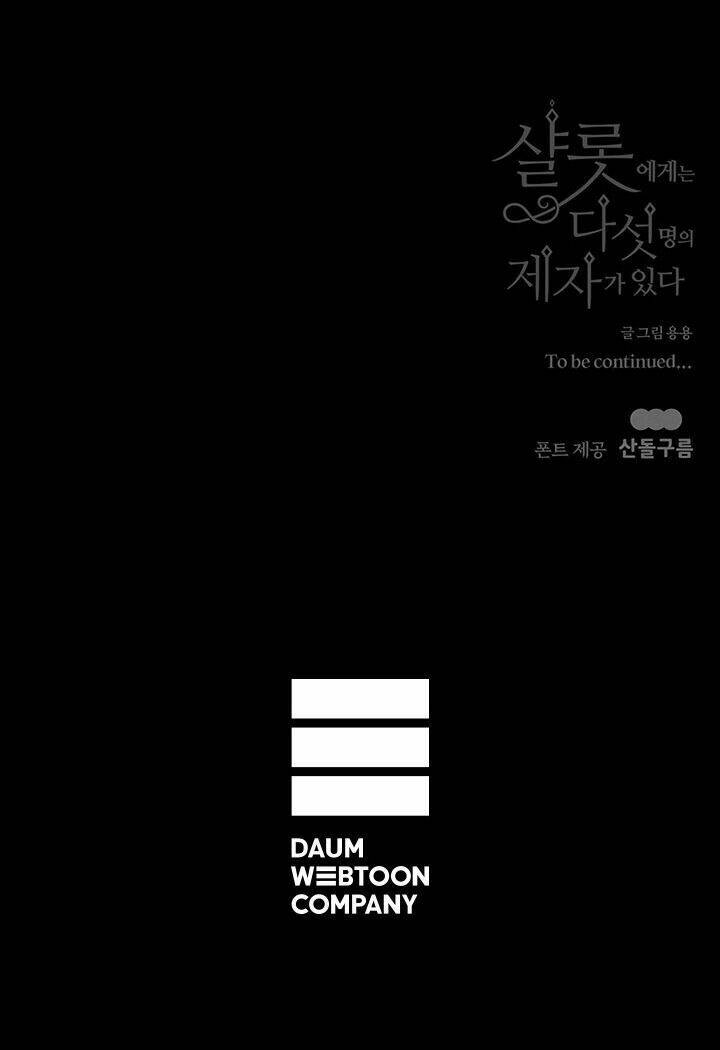 샬롯에게는
다섯명의
제자가 있다
글 그림 용용
To be continued...
폰트 제공 산돌구름
DAUM
WEBTOON
COMPANY